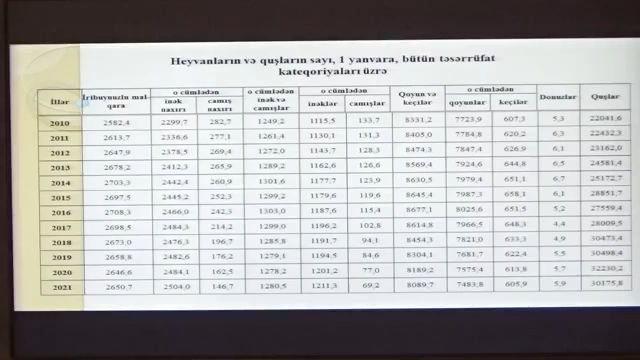 Heyvanların və quşların sayı, 1 yanvara, bütün təsərrüfat
kateqoriyaları üzrə
İllər İribuynuzlu mal-qara o cümlədən o cümlədən o cümlədən Qoyun və keçilər o cümlədən Donuzlar Quşlar
inək naxırı camış naxırı inək və camışlar inəklər camışlar qoyunlar keçilər
2010 2582,4 2299,7 282,7 1249,2 1115,5 133,7 8331,2 7723,9 607,3 5,3 22041,6
2011 2613,7 2336,6 277,1 1261,4 1130,1 131,3 8405,0 7784,8 620,2 6,3 22432,3
2012 2647,9 2378,5 269,4 1272,0 1143,7 128,3 8474,3 7847,4 626,9 6,1 23162,0
2013 2678,2 2412,3 265,9 1289,2 1162,6 126,6 8569,4 7924,6 644,8 6,5 24581,4
2014 2703,3 2442,4 260,9 1301,6 1177,7 123,9 8630,5 7979,4 651,1 6,7 25172,7
2015 2697,5 2445,2 252,3 1299,2 1179,6 119,6 8645,4 7987,3 658,1 6,1 28851,7
2016 2708,3 2466,0 242,3 1303,0 1187,6 115,4 8677,1 8025,6 651,5 5,2 27559,4
2017 2698,5 2484,3 214,2 1299,0 1196,2 102,8 8614,8 7966,5 648,3 4,4 28009,5
2018 2673,0 2476,3 196,7 1285,8 1191,7 94,1 8454,3 7821,0 633,3 4,9 30473,4
2019 2658,8 2482,6 176,2 1279,1 1194,5 84,6 8304,1 7681,7 622,4 5,5 30498,4
2020 2646,6 2484,1 162,5 1278,2 1201,2 77,0 8189,2 7575,4 613,8 5,7 32230,2
2021 2650,7 2504,0 146,7 1280,5 1211,3 69,2 8089,7 7483,8 605,9 5,9 30175,8